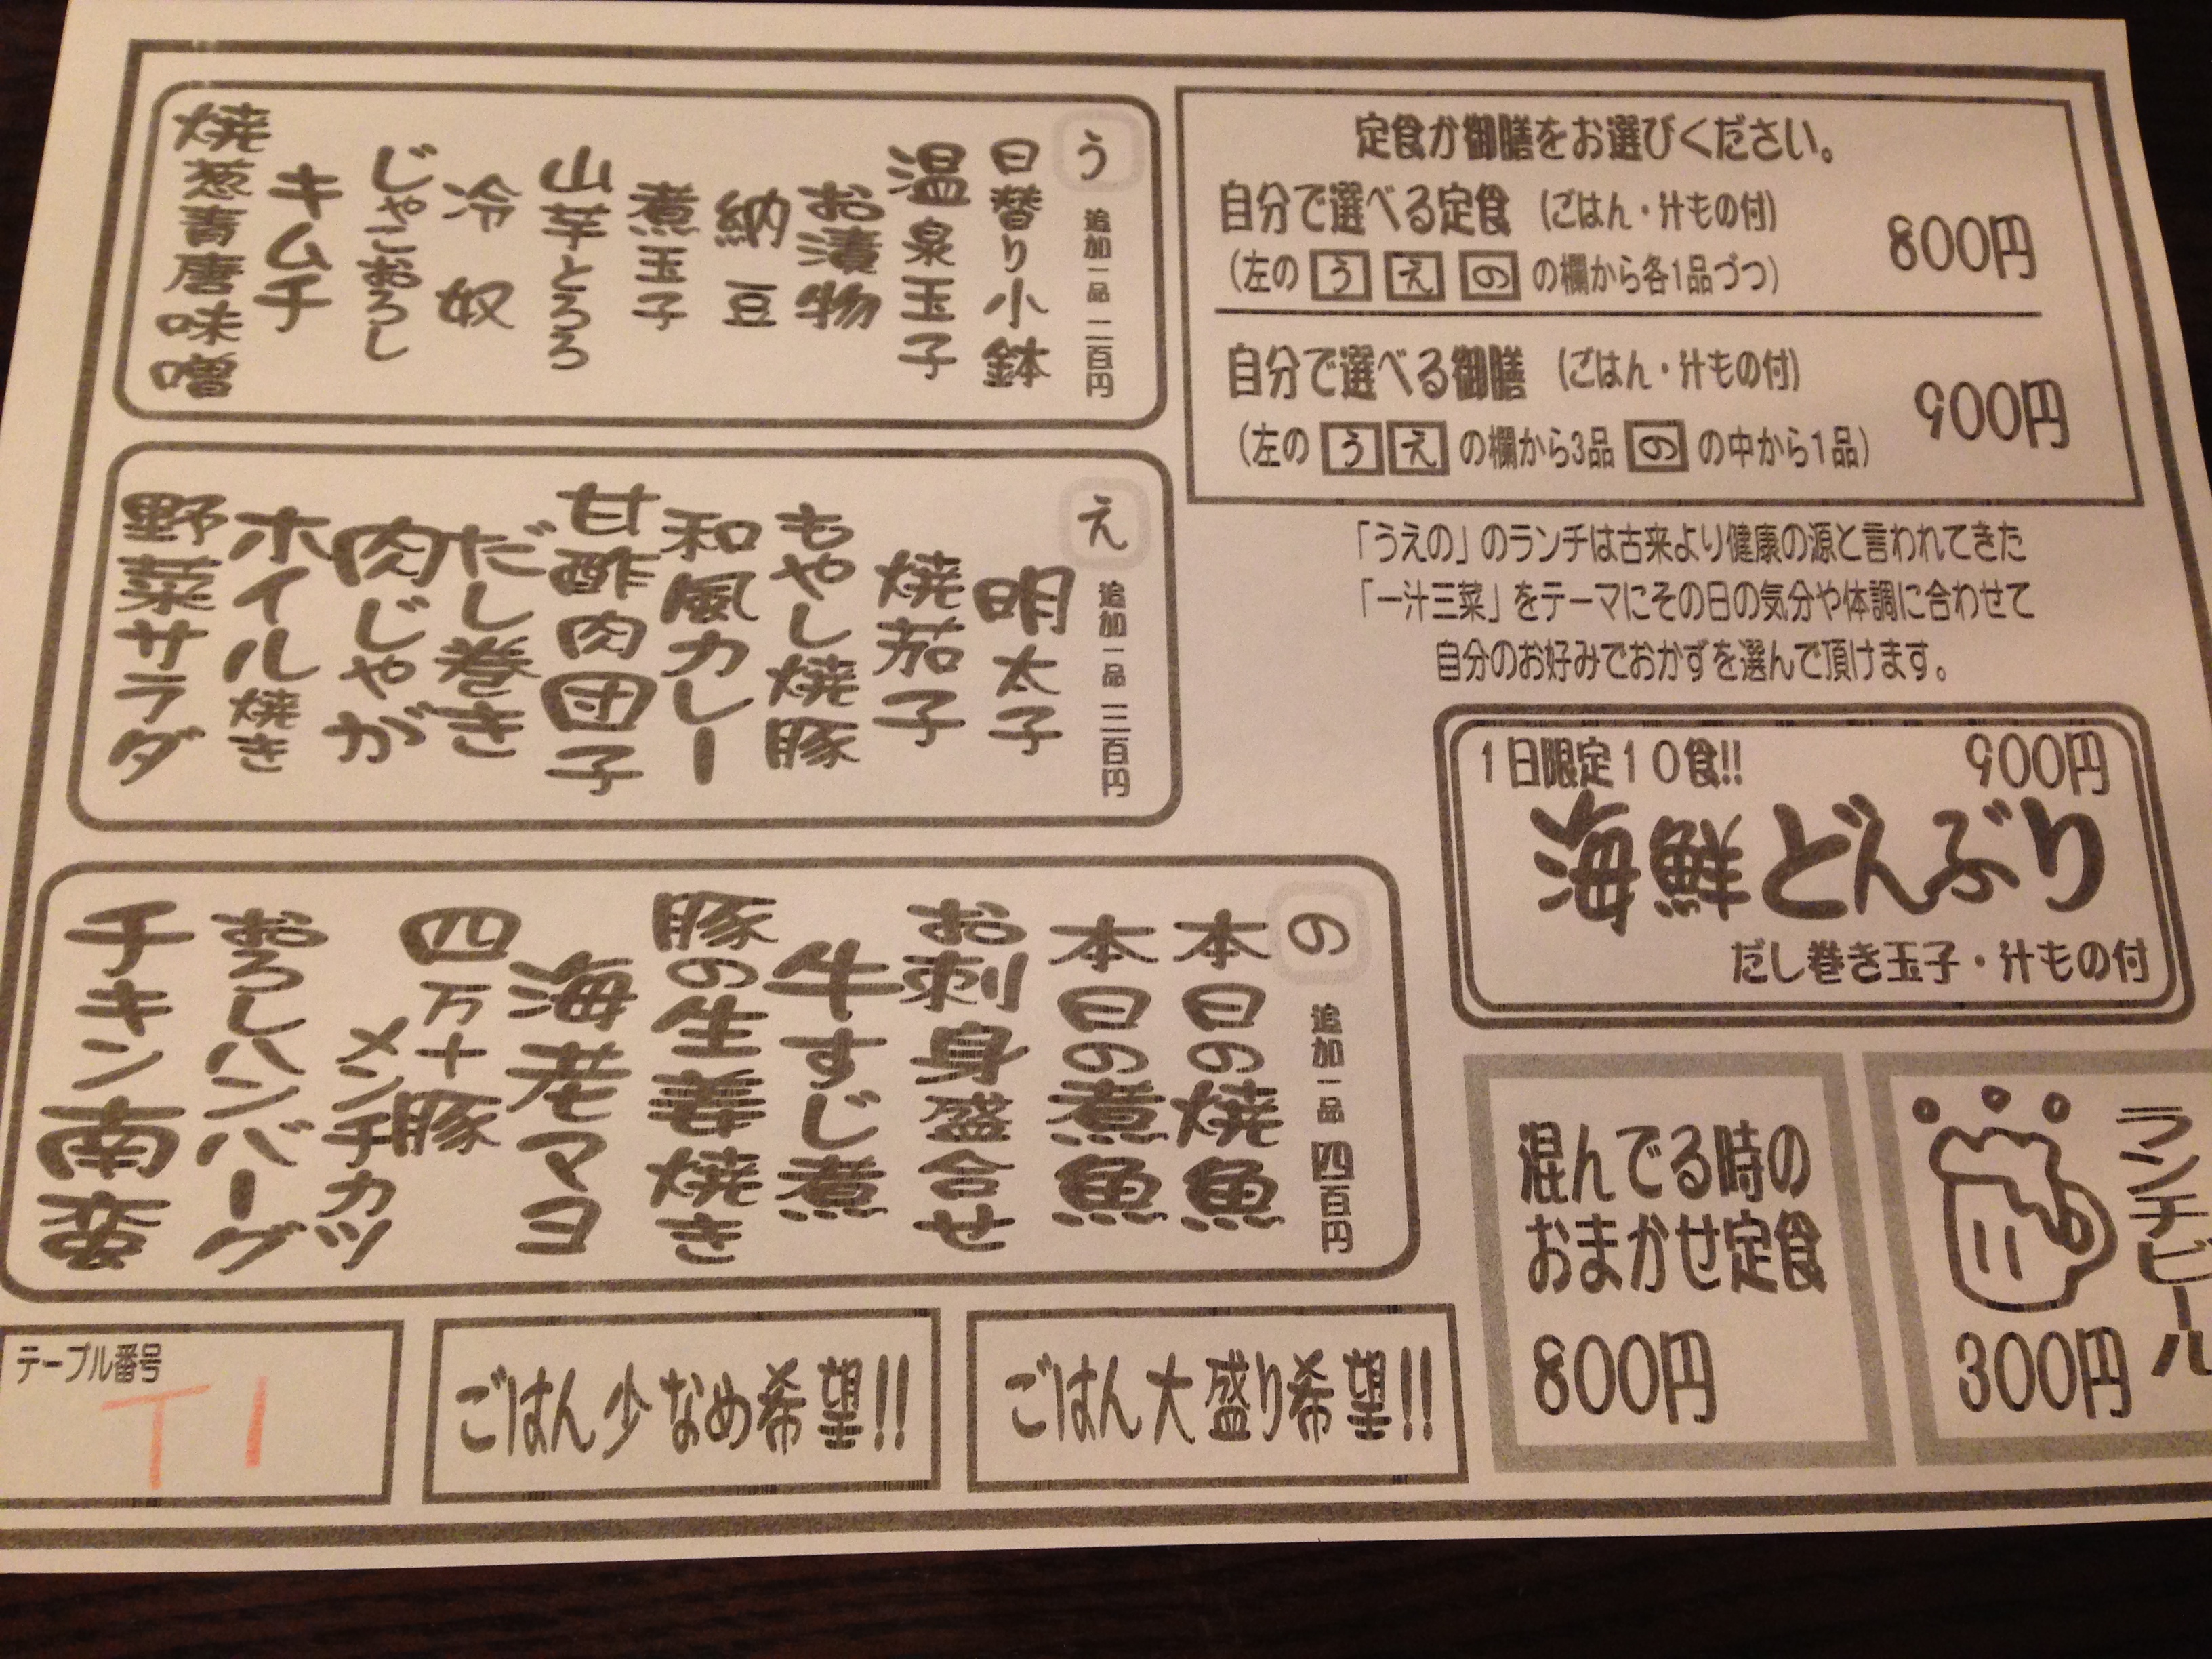 う
追加一品 二百円
日替り小鉢
温泉玉子
お漬物
納豆
煮玉子
山芋とろろ
冷奴
じゃこおろし
キムチ
焼葱青唐味噌
え
追加一品 三百円
明太子
焼茄子
もやし焼豚
和風カレー
甘酢肉団子
だし巻き
肉じゃが
ホイル焼き
野菜サラダ
の
追加一品 四百円
本日の焼魚
本日の煮魚
お刺身盛合せ
牛すじ煮
豚の生姜焼き
海老マヨ
四万十豚
メンチカツ
おろしハンバーグ
チキン南蛮
定食か御膳をお選びください。
自分で選べる定食 (ごはん・汁もの付) 800円
(左の う え の の欄から各1品づつ)
自分で選べる御膳 (ごはん・汁もの付) 900円
(左の う え の欄から3品 の の中から1品)
「うえの」のランチは古来より健康の源と言われてきた
「一汁三菜」をテーマにその日の気分や体調に合わせて
自分のお好みでおかずを選んで頂けます。
1日限定10食!! 900円
海鮮どんぶり
だし巻き玉子・汁もの付
混んでる時の
おまかせ定食
800円
ランチビール
300円
テーブル番号
T1
ごはん少なめ希望!!
ごはん大盛り希望!!